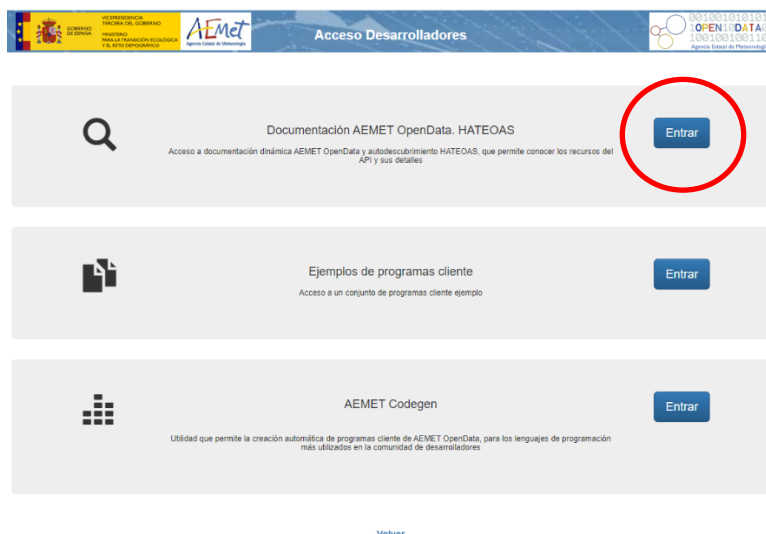 GOBIERNO
DE ESPAÑA
VICEPRESIDENCIA
TERCERA DEL GOBIERNO
MINISTERIO
PARA LA TRANSICIÓN ECOLÓGICA
Y EL RETO DEMOGRÁFICO
AEMet
Agencia Estatal de Meteorología
Acceso Desarrolladores
001001010101
1OPEN10DATA
100100100110
Agencia Estatal de Meteorología
Documentación AEMET OpenData. HATEOAS
Entrar
Acceso a documentación dinámica AEMET OpenData y autodescubrimiento HATEOAS, que permite conocer los recursos del
API y sus detalles
Ejemplos de programas cliente
Entrar
Acceso a un conjunto de programas cliente ejemplo
AEMET Codegen
Entrar
Utilidad que permite la creación automática de programas cliente de AEMET OpenData, para los lenguajes de programación
más utilizados en la comunidad de desarrolladores
Volver